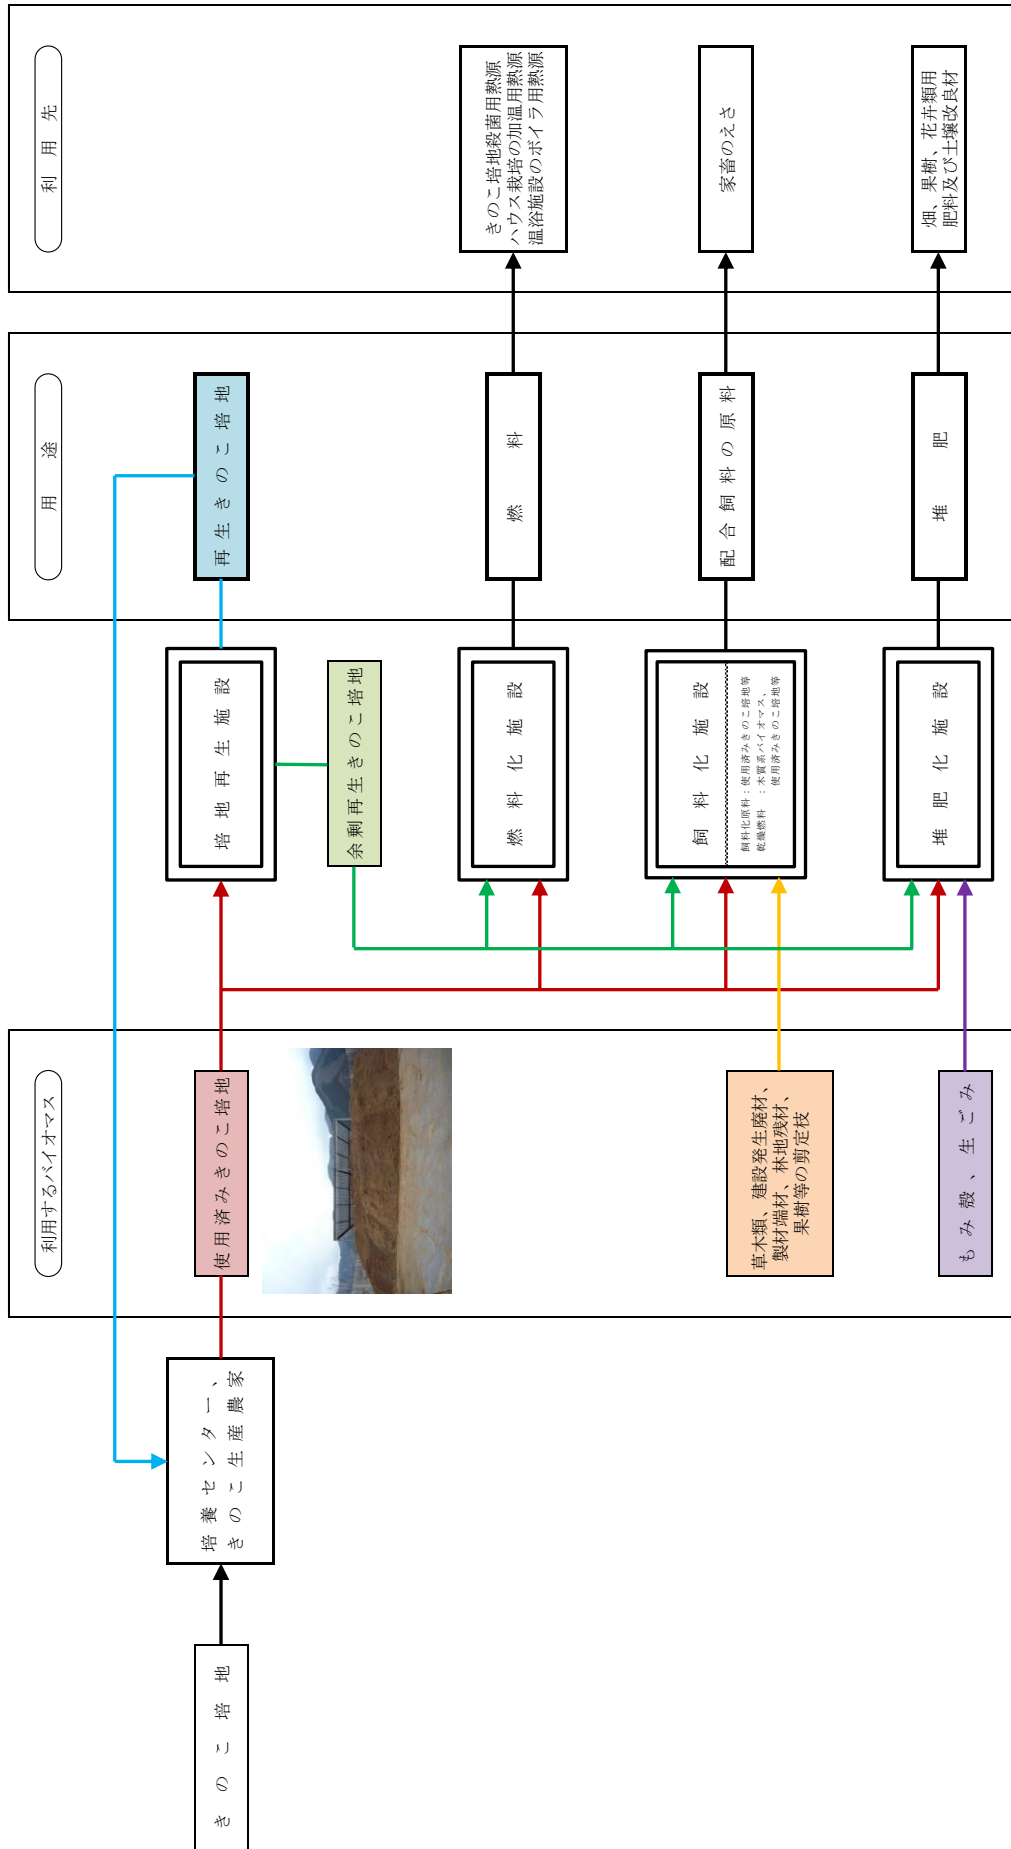 きのこ培地
培養センター、
きのこ生産農家
利用するバイオマス
使用済みきのこ培地
草木類、建設発生廃材、
製材端材、林地残材、
果樹等の剪定枝
もみ殻、生ごみ
培地再生施設
余剰再生きのこ培地
燃料化施設
飼料化施設
飼料化原料：使用済みきのこ培地等
乾燥燃料　：木質系バイオマス、
使用済みきのこ培地等
堆肥化施設
用途
再生きのこ培地
燃料
配合飼料の原料
堆肥
利用先
きのこ培地殺菌用熱源
ハウス栽培の加温用熱源
温浴施設のボイラ用熱源
家畜のえさ
畑、果樹、花卉類用
肥料及び土壌改良材